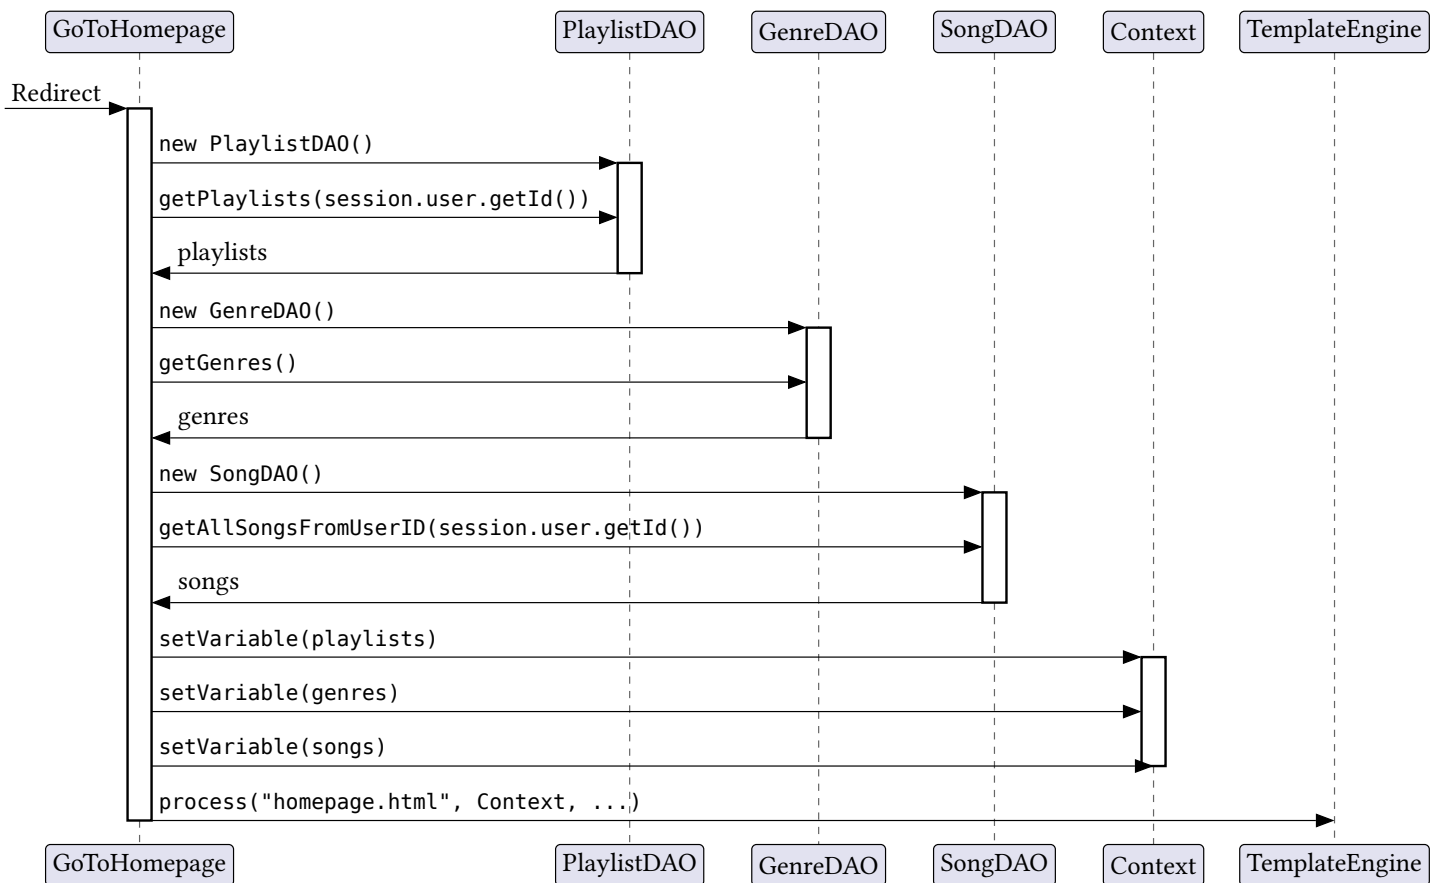 GoToHomepage PlaylistDAO GenreDAO SongDAO Context TemplateEngine
Redirect
new PlaylistDAO()
getPlaylists(session.user.getId())
playlists
new GenreDAO()
getGenres()
genres
new SongDAO()
getAllSongsFromUserID(session.user.getId())
songs
setVariable(playlists)
setVariable(genres)
setVariable(songs)
process("homepage.html", Context, ...)
GoToHomepage PlaylistDAO GenreDAO SongDAO Context TemplateEngine